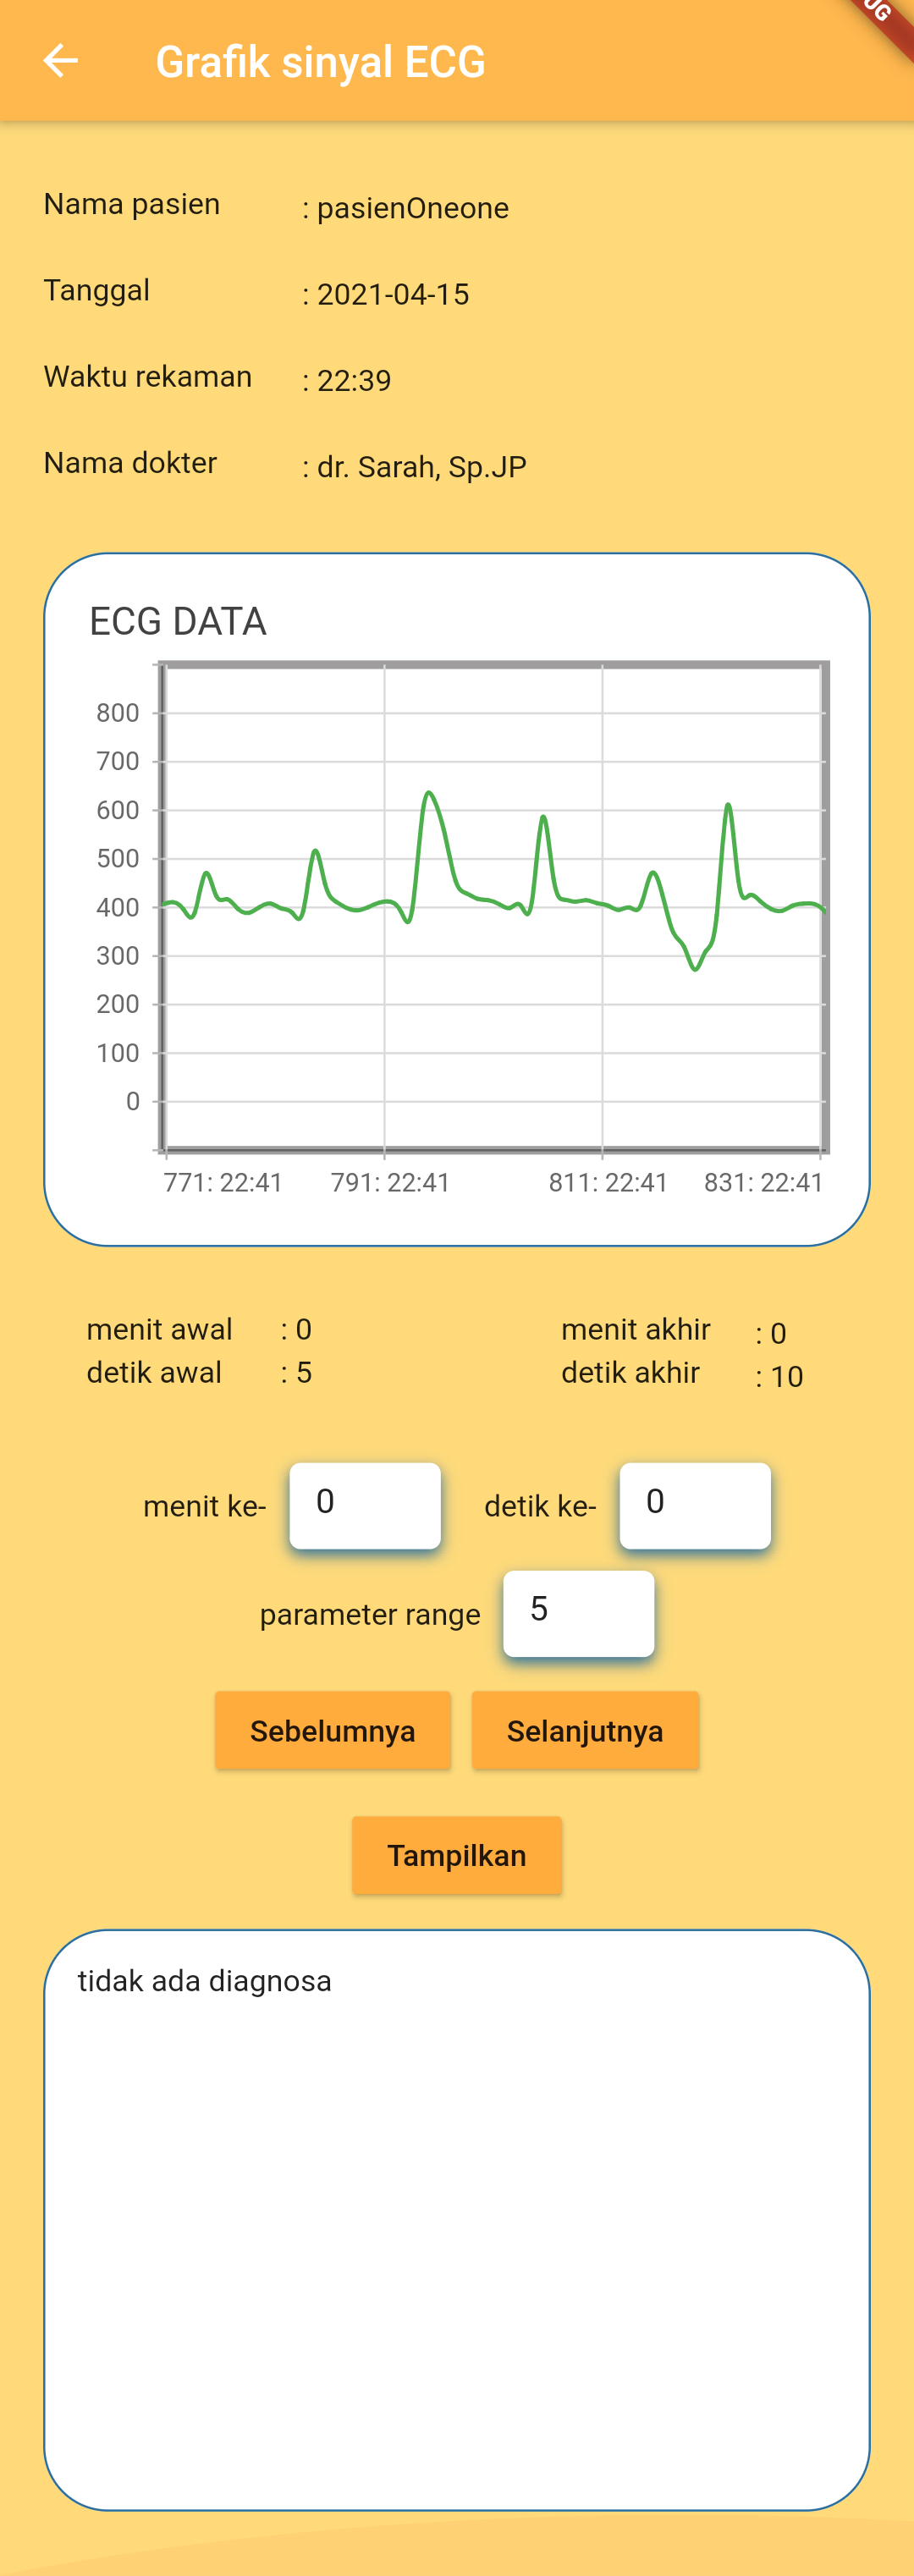 Grafik sinyal ECG
UG
Nama pasien : pasienOneone
Tanggal : 2021-04-15
Waktu rekaman : 22:39
Nama dokter : dr. Sarah, Sp.JP
ECG DATA
800
700
600
500
400
300
200
100
0
771: 22:41 791: 22:41 811: 22:41 831: 22:41
menit awal : 0 menit akhir : 0
detik awal : 5 detik akhir : 10
menit ke- 0 detik ke- 0
parameter range 5
Sebelumnya Selanjutnya
Tampilkan
tidak ada diagnosa